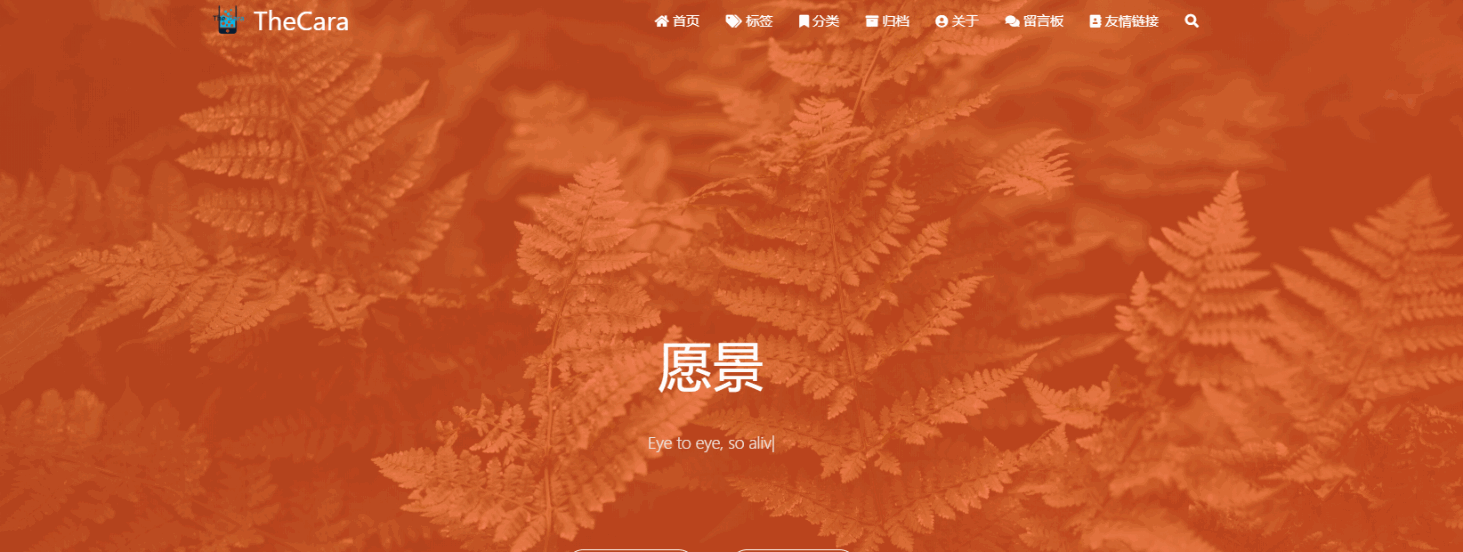 TheCara 首页 标签 分类 归档 关于 留言板 友情链接
愿景
Eye to eye, so aliv|